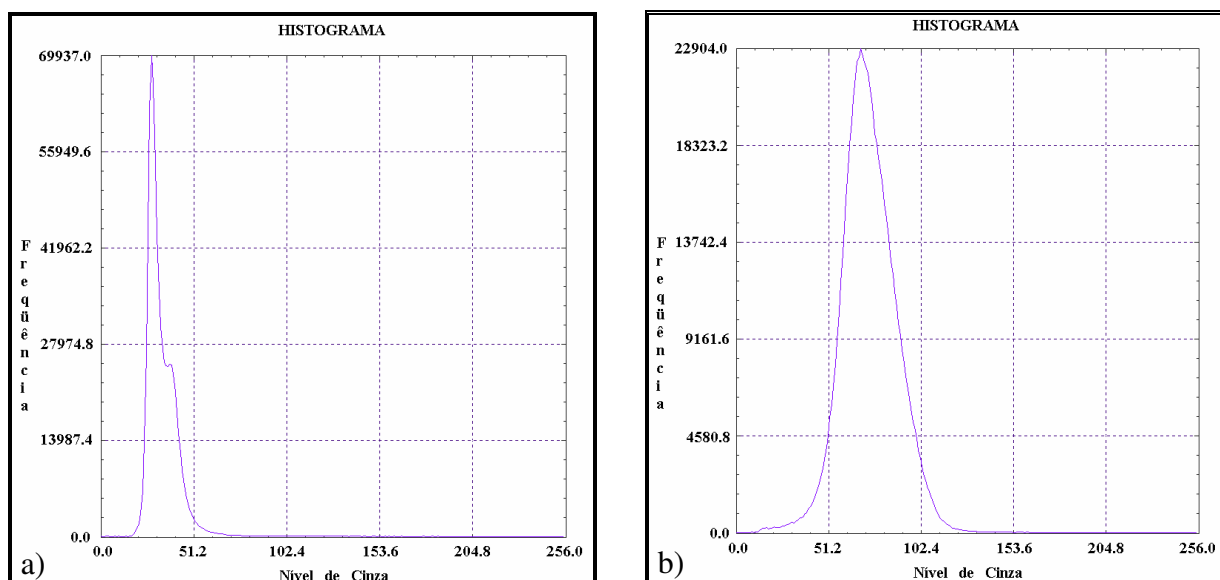 HISTOGRAMA
69937.0
55949.6
41962.2
27974.8
13987.4
0.0
Freqüência
0.0 51.2 102.4 153.6 204.8 256.0
Nível de Cinza
a)
HISTOGRAMA
22904.0
18323.2
13742.4
9161.6
4580.8
0.0
Freqüência
0.0 51.2 102.4 153.6 204.8 256.0
Nível de Cinza
b)